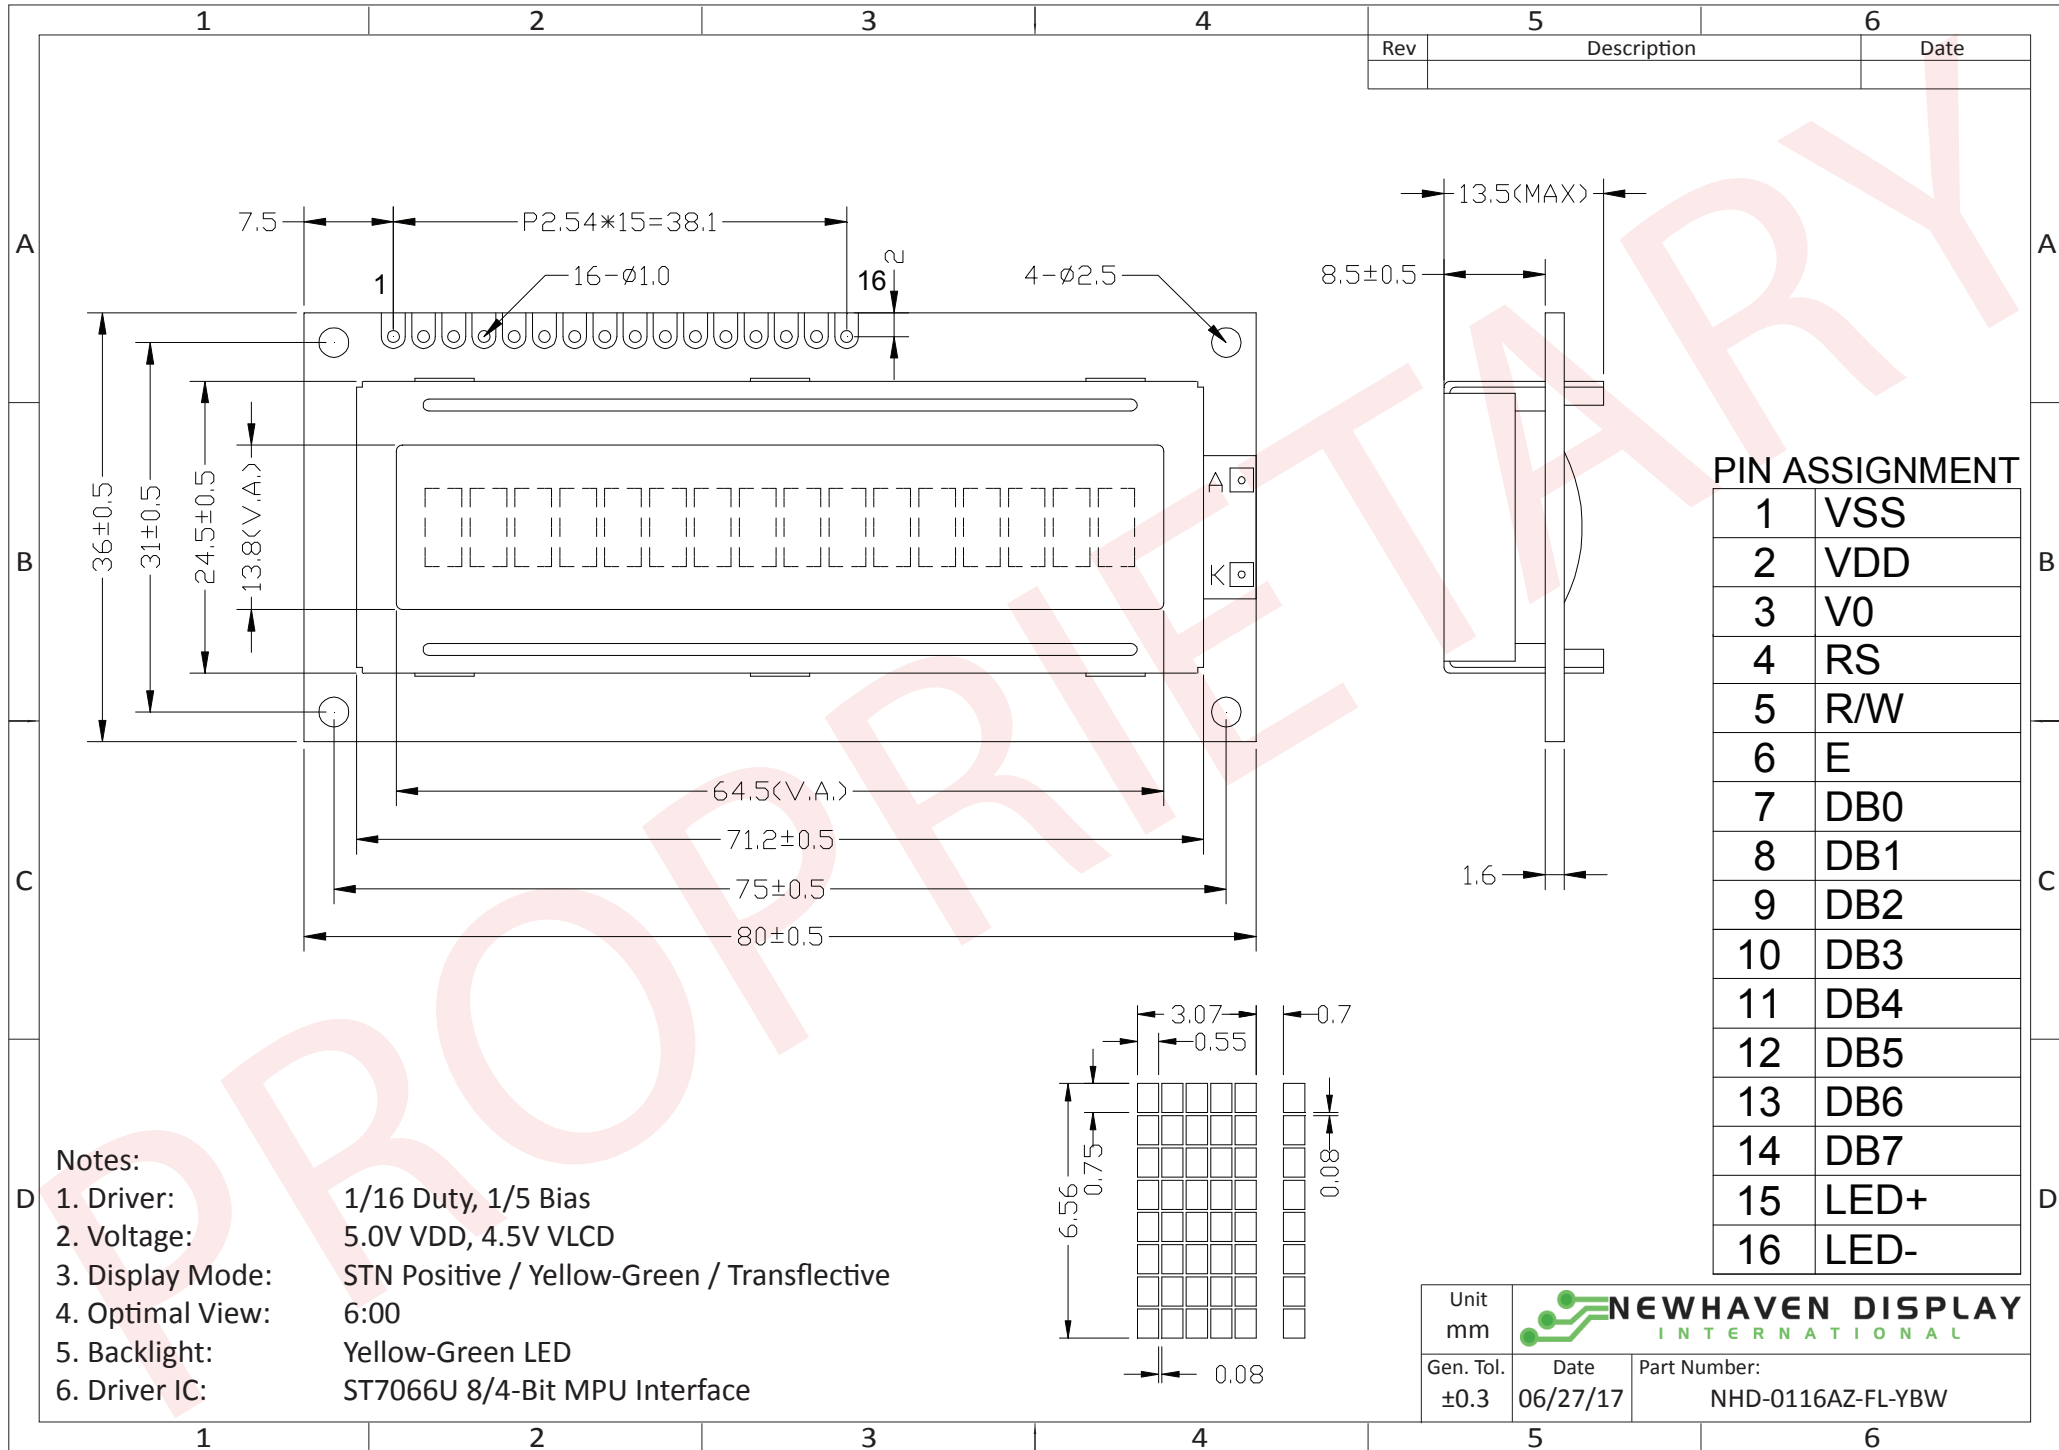 1 2 3 4 5 6
Rev Description Date
PROPRIETARY
A A
B B
C C
D D
7.5
P2.54*15=38.1
1
16-ø1.0
16
2
4-ø2.5
13.5(MAX)
8.5±0.5
36±0.5
31±0.5
24.5±0.5
13.8(V.A.)
A
K
64.5(V.A.)
71.2±0.5
75±0.5
80±0.5
1.6
PIN ASSIGNMENT
1 VSS
2 VDD
3 V0
4 RS
5 R/W
6 E
7 DB0
8 DB1
9 DB2
10 DB3
11 DB4
12 DB5
13 DB6
14 DB7
15 LED+
16 LED-
3.07
0.7
0.55
0.75
6.56
0.08
0.08
Notes:
1. Driver: 1/16 Duty, 1/5 Bias
2. Voltage: 5.0V VDD, 4.5V VLCD
3. Display Mode: STN Positive / Yellow-Green / Transflective
4. Optimal View: 6:00
5. Backlight: Yellow-Green LED
6. Driver IC: ST7066U 8/4-Bit MPU Interface
Unit
mm
NEWHAVEN DISPLAY
INTERNATIONAL
Gen. Tol.
±0.3
Date
06/27/17
Part Number:
NHD-0116AZ-FL-YBW
1 2 3 4 5 6